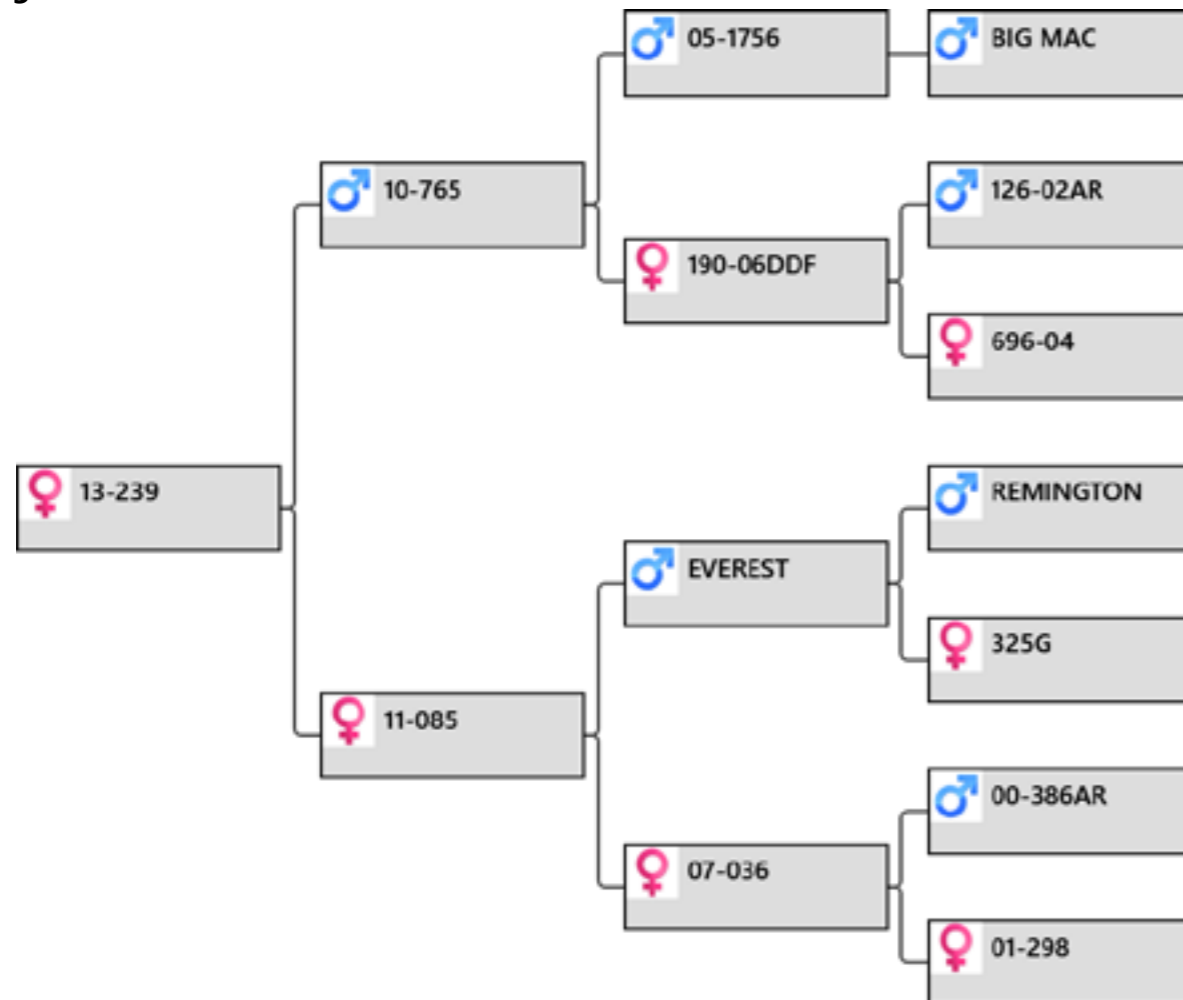 05-1756
BIG MAC
10-765
126-02AR
190-06DDF
696-04
13-239
REMINGTON
EVEREST
325G
11-085
00-386AR
07-036
01-298